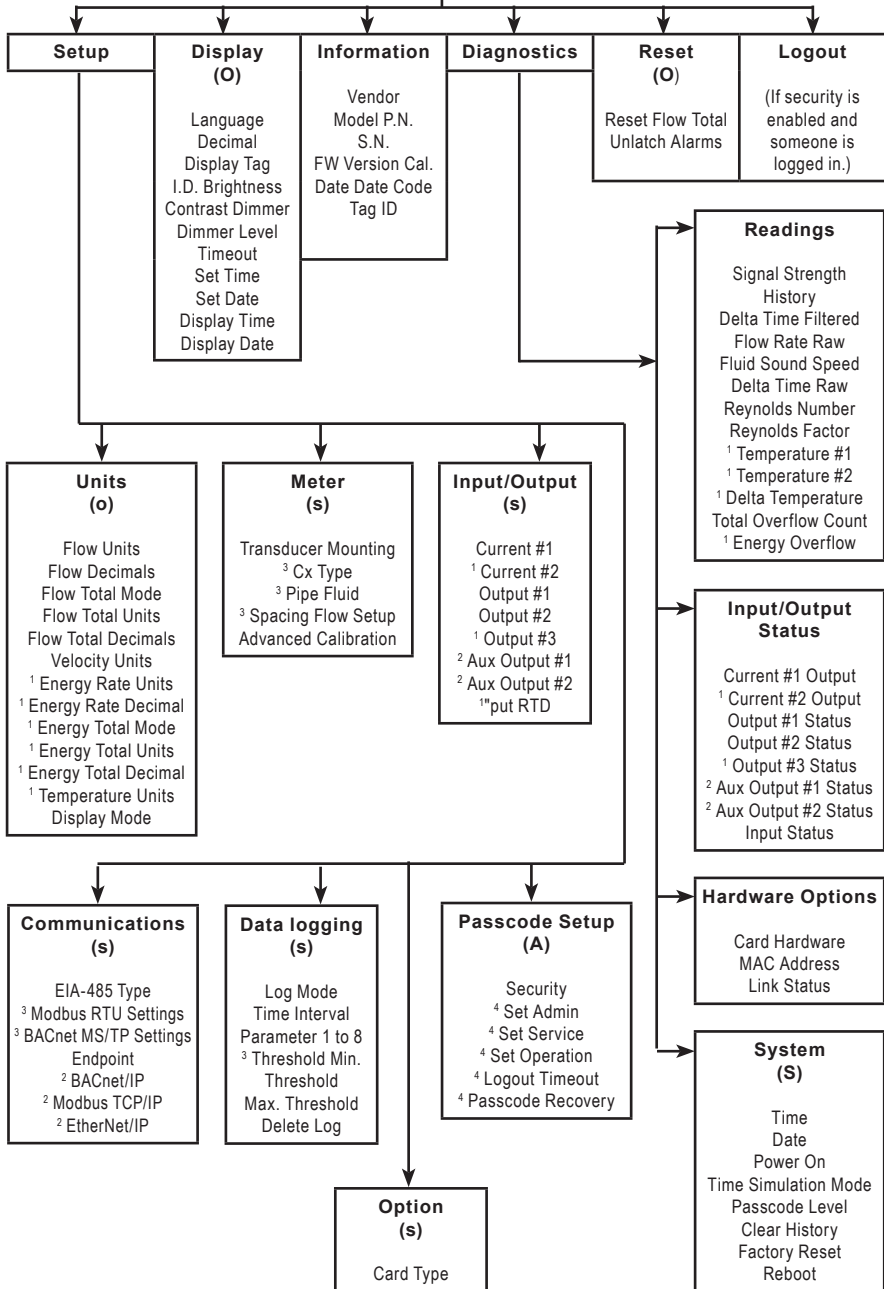 Setup
Display
(O)
Language
Decimal
Display Tag
I.D. Brightness
Contrast Dimmer
Dimmer Level
Timeout
Set Time
Set Date
Display Time
Display Date
Information
Vendor
Model P.N.
S.N.
FW Version Cal.
Date Date Code
Tag ID
Diagnostics
Reset
(O)
Reset Flow Total
Unlatch Alarms
Logout
(If security is
enabled and
someone is
logged in.)
Readings
Signal Strength
History
Delta Time Filtered
Flow Rate Raw
Fluid Sound Speed
Delta Time Raw
Reynolds Number
Reynolds Factor
1 Temperature #1
1 Temperature #2
1 Delta Temperature
Total Overflow Count
1 Energy Overflow
Units
(o)
Flow Units
Flow Decimals
Flow Total Mode
Flow Total Units
Flow Total Decimals
Velocity Units
1 Energy Rate Units
1 Energy Rate Decimal
1 Energy Total Mode
1 Energy Total Units
1 Energy Total Decimal
1 Temperature Units
Display Mode
Meter
(s)
Transducer Mounting
3 Cx Type
3 Pipe Fluid
3 Spacing Flow Setup
Advanced Calibration
Input/Output
(s)
Current #1
1 Current #2
Output #1
Output #2
1 Output #3
2 Aux Output #1
2 Aux Output #2
1"put RTD
Input/Output
Status
Current #1 Output
1 Current #2 Output
Output #1 Status
Output #2 Status
1 Output #3 Status
2 Aux Output #1 Status
2 Aux Output #2 Status
Input Status
Communications
(s)
EIA-485 Type
3 Modbus RTU Settings
3 BACnet MS/TP Settings
Endpoint
2 BACnet/IP
2 Modbus TCP/IP
2 EtherNet/IP
Data logging
(s)
Log Mode
Time Interval
Parameter 1 to 8
3 Threshold Min.
Threshold
Max. Threshold
Delete Log
Passcode Setup
(A)
Security
4 Set Admin
4 Set Service
4 Set Operation
4 Logout Timeout
4 Passcode Recovery
Hardware Options
Card Hardware
MAC Address
Link Status
System
(S)
Time
Date
Power On
Time Simulation Mode
Passcode Level
Clear History
Factory Reset
Reboot
Option
(s)
Card Type